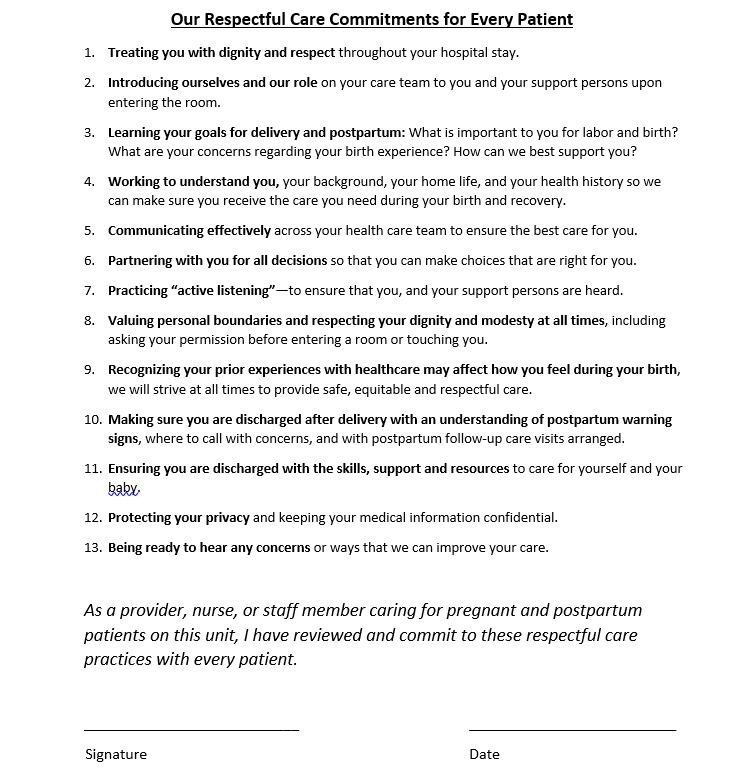 Our Respectful Care Commitments for Every Patient
1. Treating you with dignity and respect throughout your hospital stay.
2. Introducing ourselves and our role on your care team to you and your support persons upon
entering the room.
3. Learning your goals for delivery and postpartum: What is important to you for labor and birth?
What are your concerns regarding your birth experience? How can we best support you?
4. Working to understand you, your background, your home life, and your health history so we
can make sure you receive the care you need during your birth and recovery.
5. Communicating effectively across your health care team to ensure the best care for you.
6. Partnering with you for all decisions so that you can make choices that are right for you.
7. Practicing “active listening”—to ensure that you, and your support persons are heard.
8. Valuing personal boundaries and respecting your dignity and modesty at all times, including
asking your permission before entering a room or touching you.
9. Recognizing your prior experiences with healthcare may affect how you feel during your birth,
we will strive at all times to provide safe, equitable and respectful care.
10. Making sure you are discharged after delivery with an understanding of postpartum warning
signs, where to call with concerns, and with postpartum follow-up care visits arranged.
11. Ensuring you are discharged with the skills, support and resources to care for yourself and your
baby.
12. Protecting your privacy and keeping your medical information confidential.
13. Being ready to hear any concerns or ways that we can improve your care.
As a provider, nurse, or staff member caring for pregnant and postpartum
patients on this unit, I have reviewed and commit to these respectful care
practices with every patient.
Signature Date